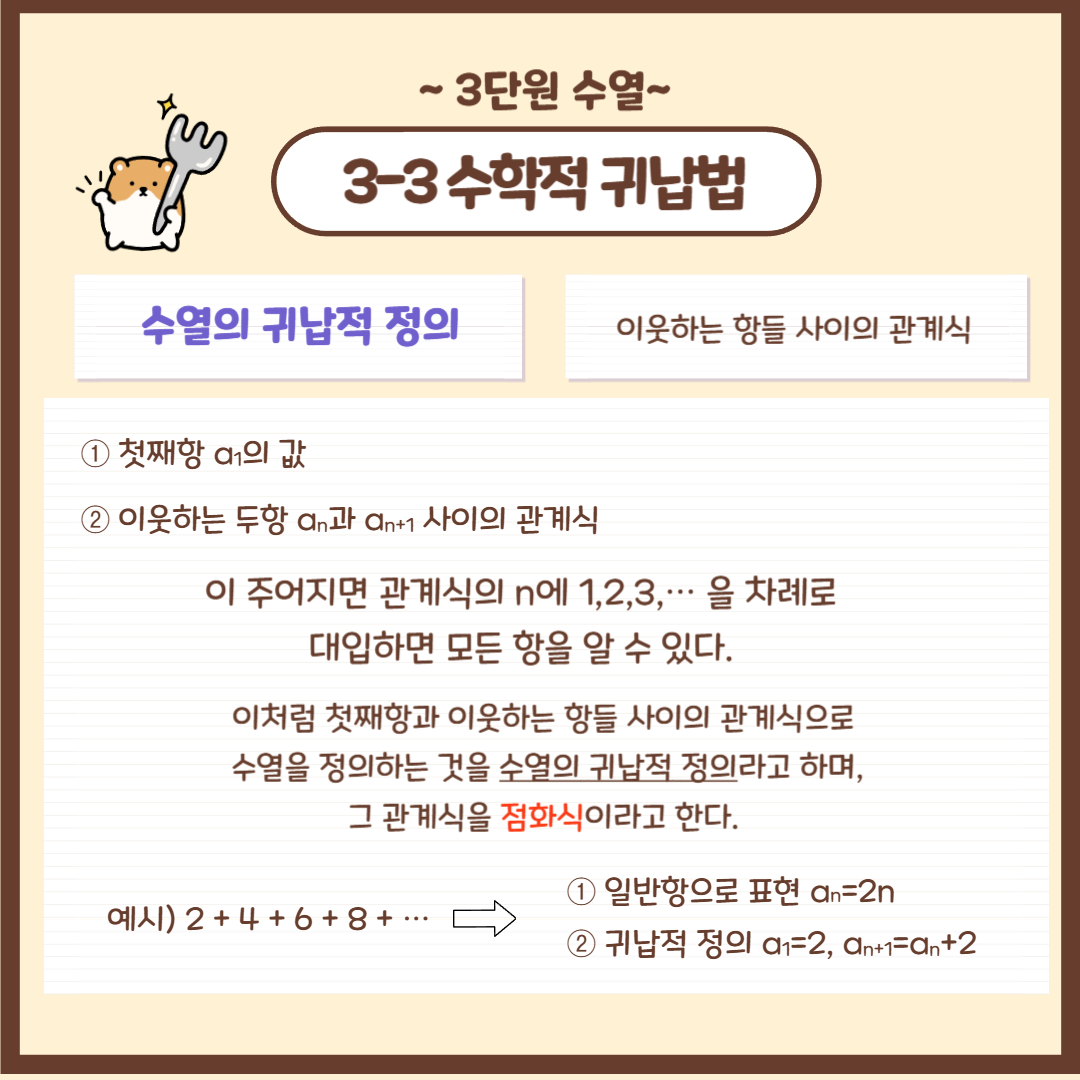 ~ 3단원 수열~
3-3 수학적 귀납법
수열의 귀납적 정의
이웃하는 항들 사이의 관계식
① 첫째항 a₁의 값
② 이웃하는 두항 aₙ과 aₙ₊₁ 사이의 관계식
이 주어지면 관계식의 n에 1,2,3,… 을 차례로
대입하면 모든 항을 알 수 있다.
이처럼 첫째항과 이웃하는 항들 사이의 관계식으로
수열을 정의하는 것을 수열의 귀납적 정의라고 하며,
그 관계식을 점화식이라고 한다.
예시) 2 + 4 + 6 + 8 + …
① 일반항으로 표현 aₙ=2n
② 귀납적 정의 a₁=2, aₙ₊₁=aₙ+2